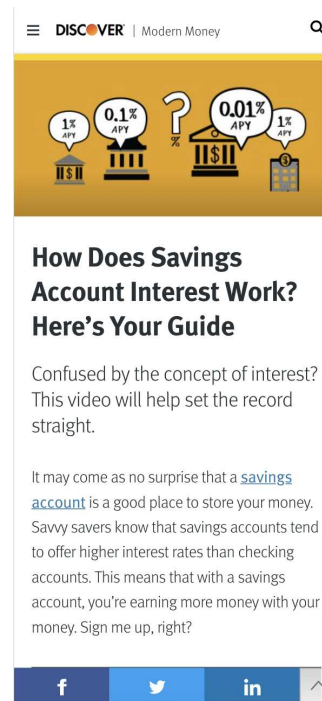 DISCOVER | Modern Money
1% APY
0.1% APY
?
%
0.01% APY
1% APY
$
$
$
How Does Savings
Account Interest Work?
Here's Your Guide
Confused by the concept of interest?
This video will help set the record
straight.
It may come as no surprise that a savings
account is a good place to store your money.
Savvy savers know that savings accounts tend
to offer higher interest rates than checking
accounts. This means that with a savings
account, you're earning more money with your
money. Sign me up, right?
f
in